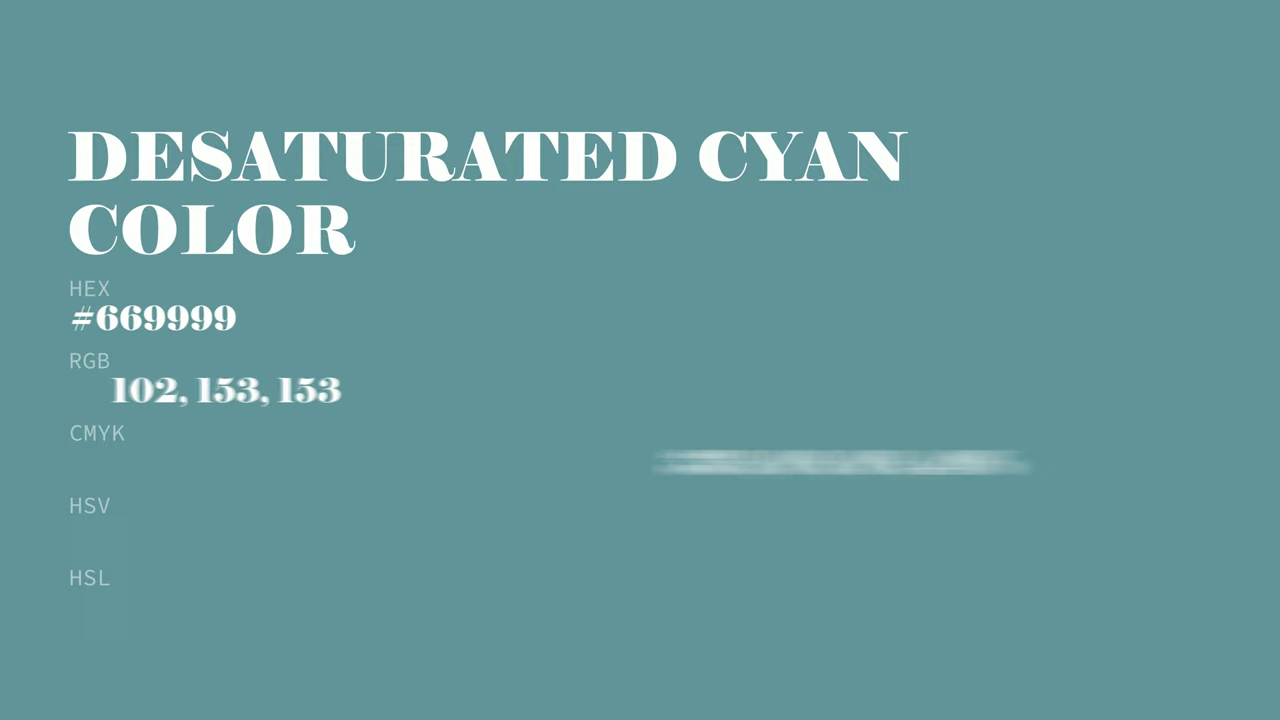 DESATURATED CYAN
COLOR
HEX
#669999
RGB
102, 153, 153
CMYK
HSV
HSL